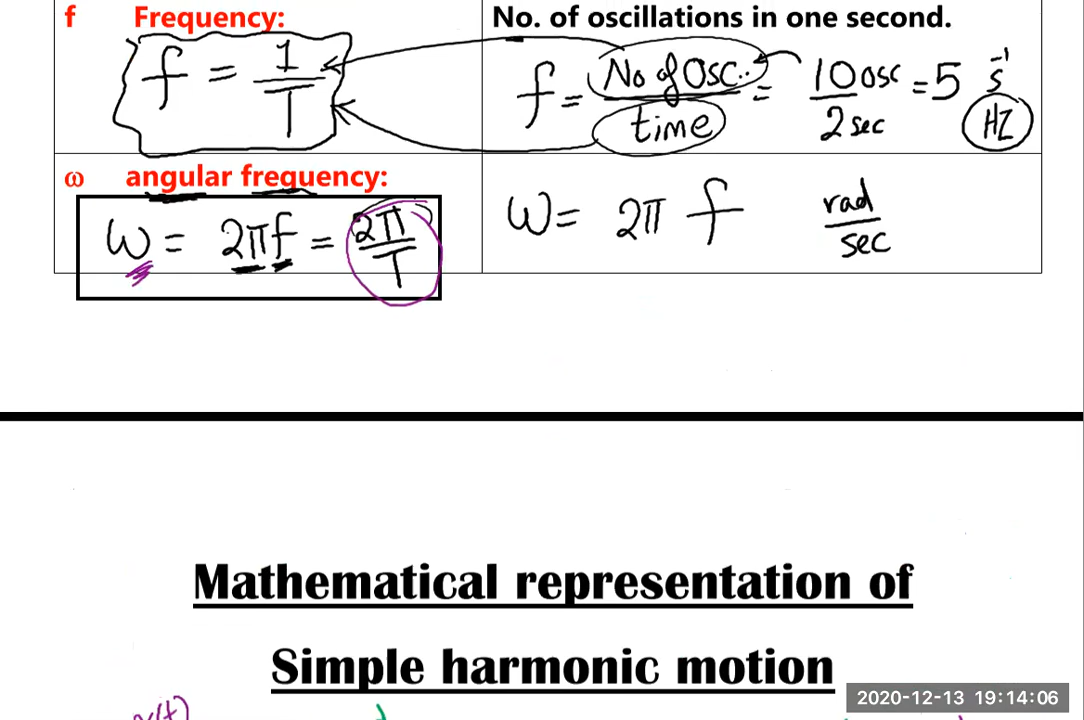 f Frequency: No. of oscillations in one second.
f = 1/T f = No of Osc../time = 10 osc/2 sec = 5 s⁻¹
HZ
ω angular frequency:
ω = 2πf = 2π/T ω = 2π f rad/sec
Mathematical representation of
Simple harmonic motion
(t)
2020-12-13 19:14:06